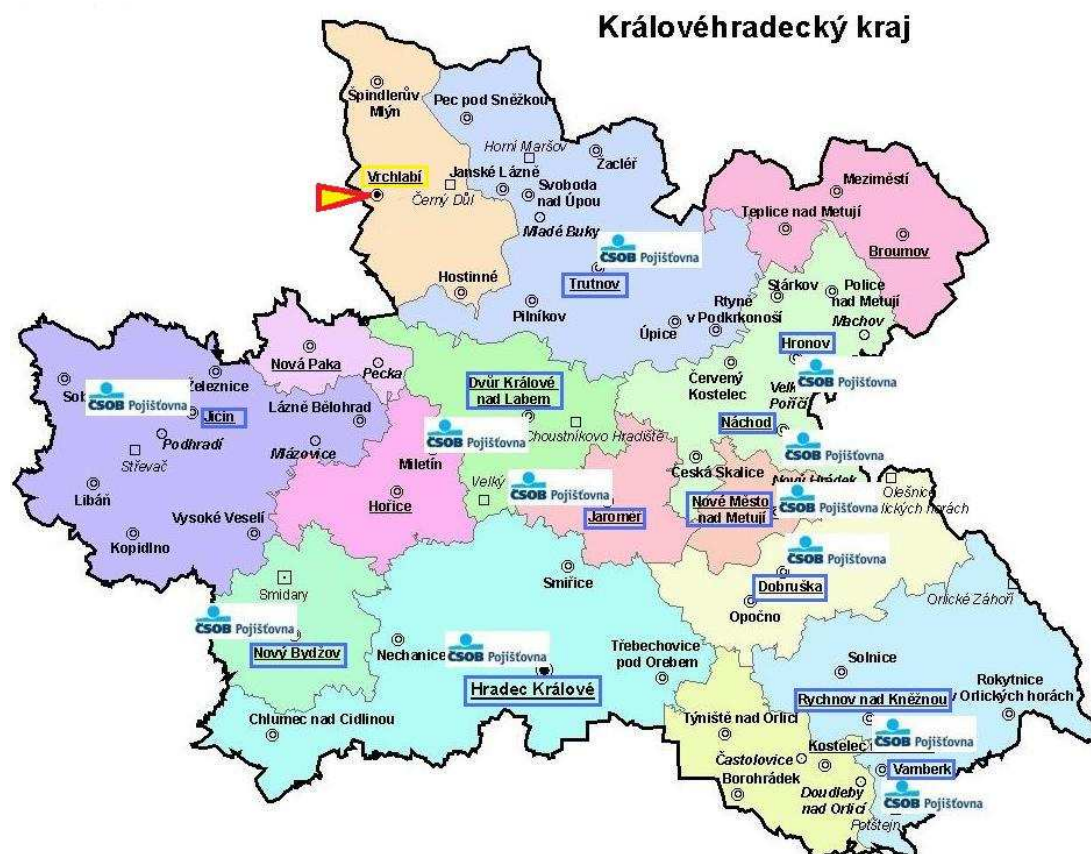 Královéhradecký kraj
Špindlerův
Mlýn
Pec pod Sněžkou
Horní Maršov
Žacléř
Vrchlabí
Janské Lázně
Černý Důl
Svoboda
nad Úpou
Mladé Buky
Meziměstí
Teplice nad Metují
Broumov
ČSOB Pojišťovna
Hostinné
Trutnov
Pilníkov
Stárkov
Police
nad Metují
Machov
Rtyně
v Podkrkonoší
Úpice
Hronov
Nová Paka
Pecka
Dvůr Králové
nad Labem
Červený
Kostelec
ČSOB Pojišťovna
Poříčí
Železnice
ČSOB Pojišťovna
Jicin
Lázně Bělohrad
Podhradí
Mlázovice
Střevač
ČSOB Pojišťovna
Choustníkovo Hradiště
Náchod
ČSOB Pojišťovna
Miletín
Česká Skalice
Nový Hrádek
Libáň
Hořice
Velký
ČSOB Pojišťovna
Jaroměř
Nové Město
nad Metují
ČSOB Pojišťovna
Olešnice
Vysoké Veselí
Kopidlno
ČSOB Pojišťovna
Smiřice
Dobruška
Smidary
Opočno
Orlické Záhoří
ČSOB Pojišťovna
Nový Bydžov
Nechanice
ČSOB Pojišťovna
Třebechovice
pod Orebem
Hradec Králové
Solnice
Rokytnice
v Orlických horách
Rychnov nad Kněžnou
Chlumec nad Cidlinou
Týniště nad Orlicí
Kostelec
ČSOB Pojišťovna
Častolovice
Borohrádek
Vamberk
Doudleby
nad Orlicí
ČSOB Pojišťovna
Potštejn